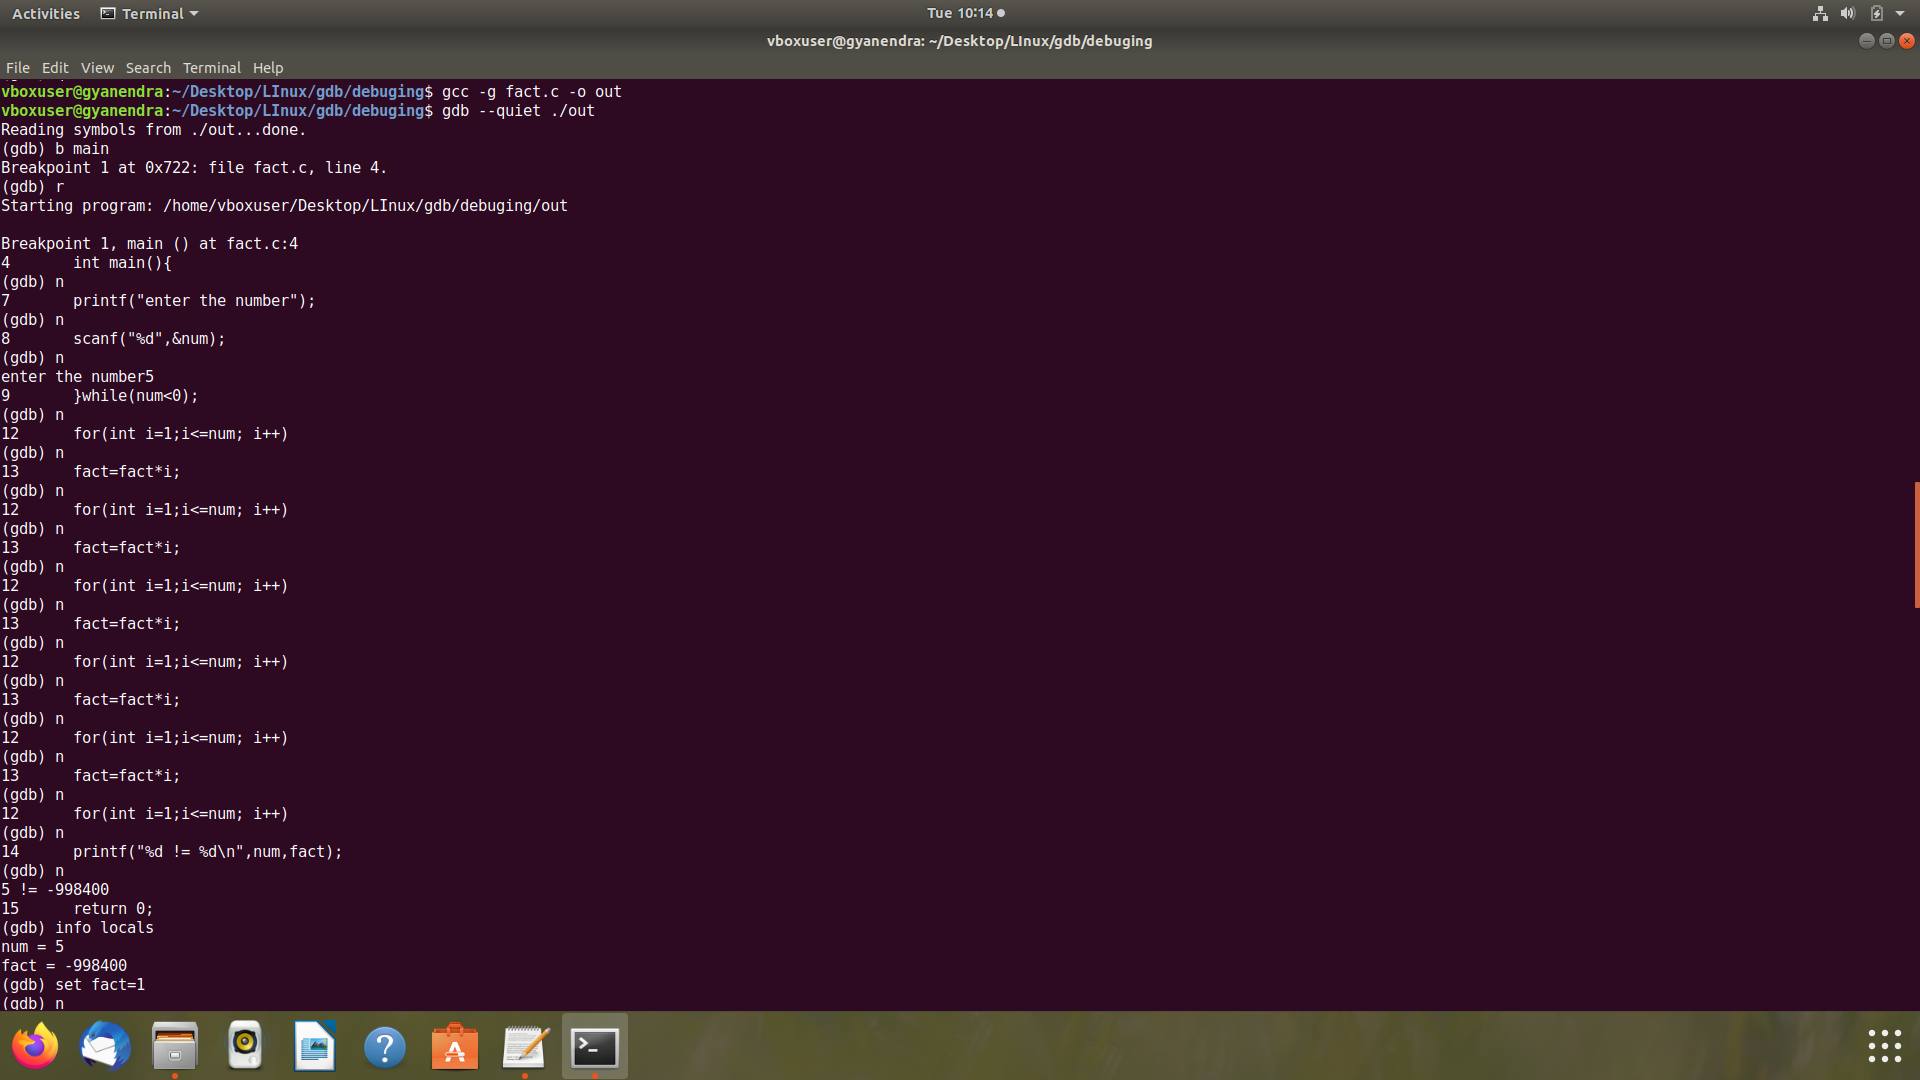 Activities Terminal Tue 10:14
vboxuser@gyanendra: ~/Desktop/LInux/gdb/debuging
File Edit View Search Terminal Help
vboxuser@gyanendra:~/Desktop/LInux/gdb/debuging$ gcc -g fact.c -o out
vboxuser@gyanendra:~/Desktop/LInux/gdb/debuging$ gdb --quiet ./out
Reading symbols from ./out...done.
(gdb) b main
Breakpoint 1 at 0x722: file fact.c, line 4.
(gdb) r
Starting program: /home/vboxuser/Desktop/LInux/gdb/debuging/out
Breakpoint 1, main () at fact.c:4
4 int main(){
(gdb) n
7 printf("enter the number");
(gdb) n
8 scanf("%d",&num);
(gdb) n
enter the number5
9 }while(num<0);
(gdb) n
12 for(int i=1;i<=num; i++)
(gdb) n
13 fact=fact*i;
(gdb) n
12 for(int i=1;i<=num; i++)
(gdb) n
13 fact=fact*i;
(gdb) n
12 for(int i=1;i<=num; i++)
(gdb) n
13 fact=fact*i;
(gdb) n
12 for(int i=1;i<=num; i++)
(gdb) n
13 fact=fact*i;
(gdb) n
12 for(int i=1;i<=num; i++)
(gdb) n
13 fact=fact*i;
(gdb) n
12 for(int i=1;i<=num; i++)
(gdb) n
14 printf("%d != %d\n",num,fact);
(gdb) n
5 != -998400
15 return 0;
(gdb) info locals
num = 5
fact = -998400
(gdb) set fact=1
(gdb) n